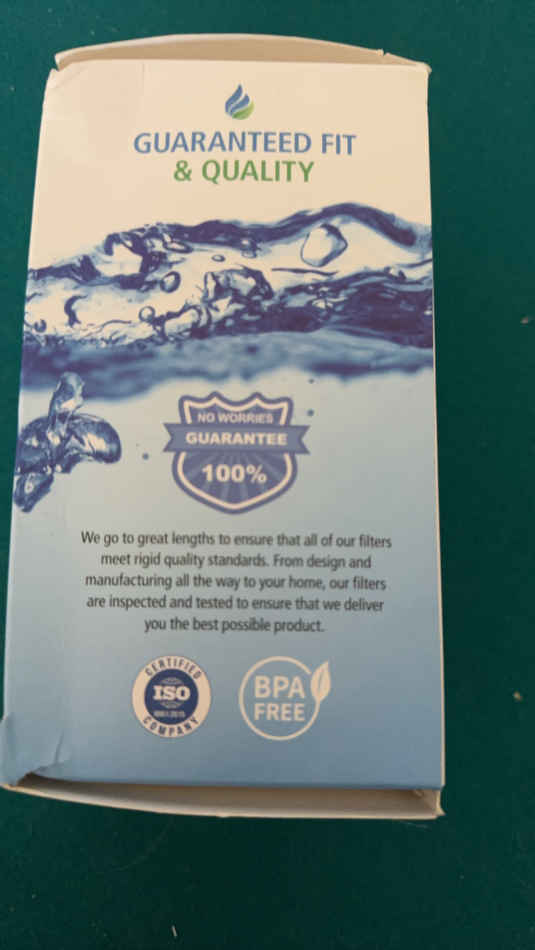 GUARANTEED FIT
& QUALITY
NO WORRIES
GUARANTEE
100%
We go to great lengths to ensure that all of our filters
meet rigid quality standards. From design and
manufacturing all the way to your home, our filters
are inspected and tested to ensure that we deliver
you the best possible product.
CERTIFIED
ISO
9001:2015
COMPANY
BPA
FREE